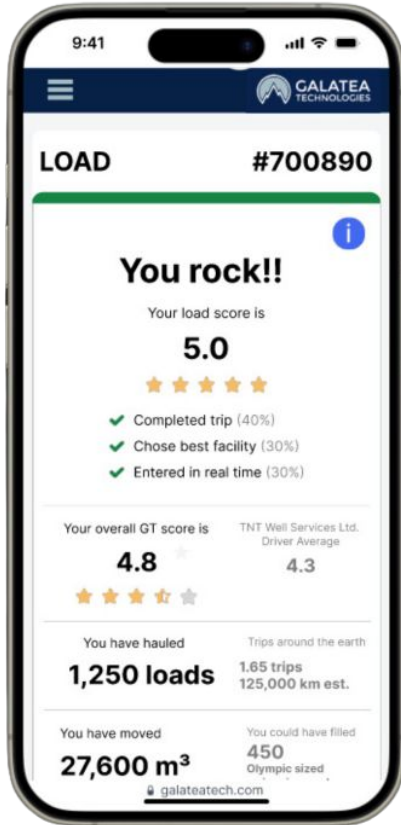 9:41
GALATEA
TECHNOLOGIES
LOAD #700890
i
You rock!!
Your load score is
5.0
Completed trip (40%)
Chose best facility (30%)
Entered in real time (30%)
Your overall GT score is
4.8
TNT Well Services Ltd.
Driver Average
4.3
You have hauled
1,250 loads
Trips around the earth
1.65 trips
125,000 km est.
You have moved
27,600 m³
You could have filled
450
Olympic sized
galateatech.com